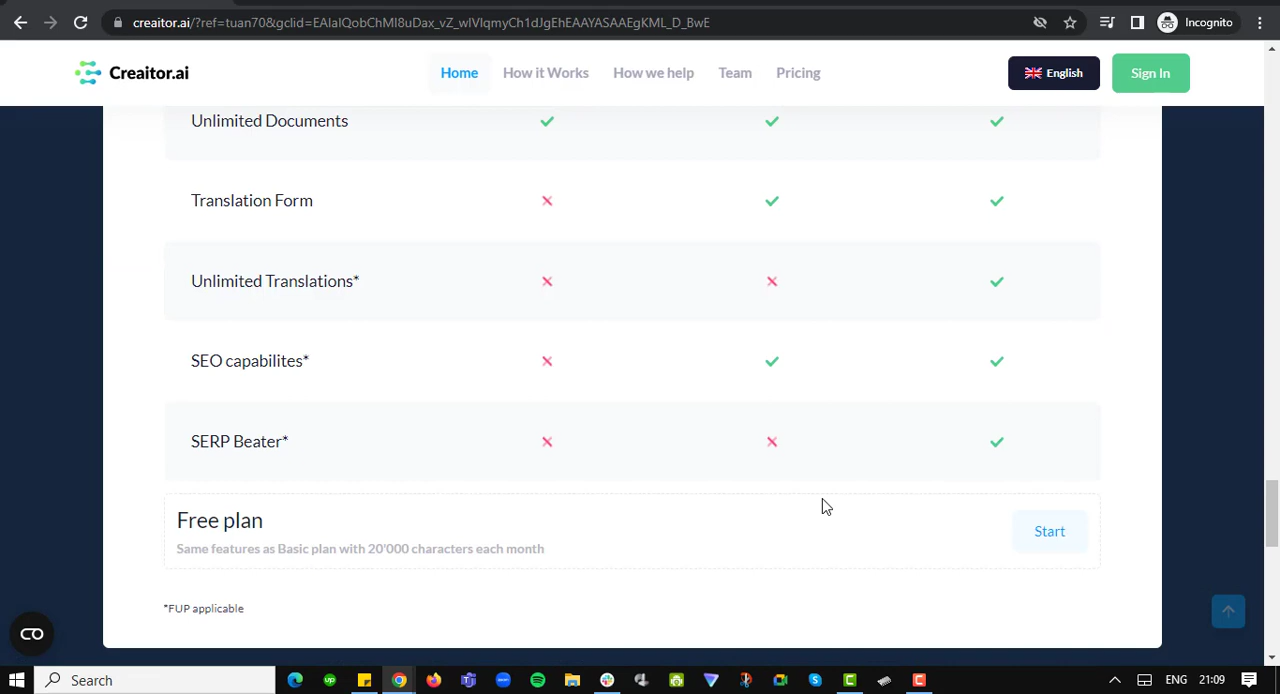 creaitor.ai/?ref=tuan70&gclid=EAIaIQobChMI8uDax_vZ_wIVIqmyCh1dJgEhEAAYASAAEgKML_D_BwE
Incognito
Creaitor.ai
Home
How it Works
How we help
Team
Pricing
English
Sign In
Unlimited Documents
Translation Form
Unlimited Translations*
SEO capabilites*
SERP Beater*
Free plan
Start
Same features as Basic plan with 20'000 characters each month
*FUP applicable
Search
up
ENG
21:09